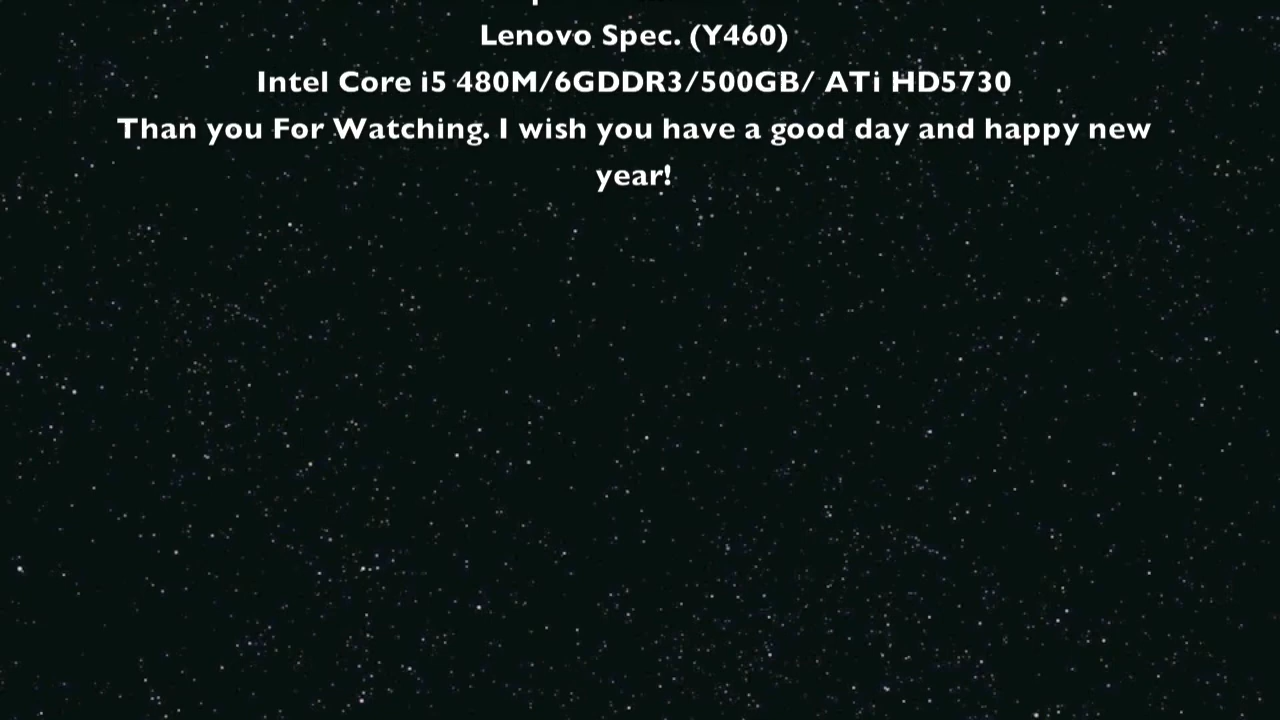 Lenovo Spec. (Y460)
Intel Core i5 480M/6GDDR3/500GB/ ATi HD5730
Than you For Watching. I wish you have a good day and happy new
year!